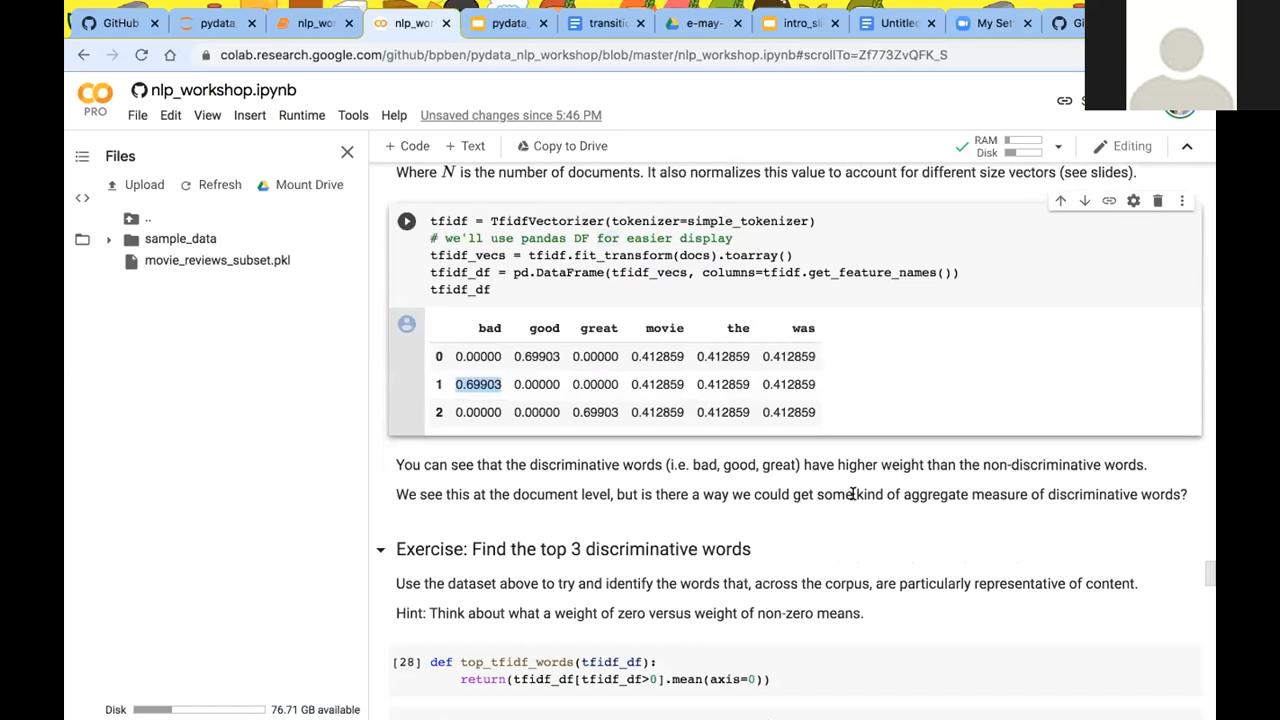 GitHub
pydata
nlp_wo
nlp_wo
pydata_
transiti
e-may-
intro_sli
Untitled
My Set
Gi
colab.research.google.com/github/bpben/pydata_nlp_workshop/blob/master/nlp_workshop.ipynb#scrollTo=Zf773ZvQFK_S
nlp_workshop.ipynb
PRO
File Edit View Insert Runtime Tools Help Unsaved changes since 5:46 PM
Files
+ Code + Text Copy to Drive
RAM
Disk
Editing
Upload Refresh Mount Drive
..
sample_data
movie_reviews_subset.pkl
Where N is the number of documents. It also normalizes this value to account for different size vectors (see slides).
tfidf = TfidfVectorizer(tokenizer=simple_tokenizer)
# we'll use pandas DF for easier display
tfidf_vecs = tfidf.fit_transform(docs).toarray()
tfidf_df = pd.DataFrame(tfidf_vecs, columns=tfidf.get_feature_names())
tfidf_df
bad good great movie the was
0 0.00000 0.69903 0.00000 0.412859 0.412859 0.412859
1 0.69903 0.00000 0.00000 0.412859 0.412859 0.412859
2 0.00000 0.00000 0.69903 0.412859 0.412859 0.412859
You can see that the discriminative words (i.e. bad, good, great) have higher weight than the non-discriminative words.
We see this at the document level, but is there a way we could get some kind of aggregate measure of discriminative words?
Exercise: Find the top 3 discriminative words
Use the dataset above to try and identify the words that, across the corpus, are particularly representative of content.
Hint: Think about what a weight of zero versus weight of non-zero means.
[28] def top_tfidf_words(tfidf_df):
return(tfidf_df[tfidf_df>0].mean(axis=0))
Disk 76.71 GB available